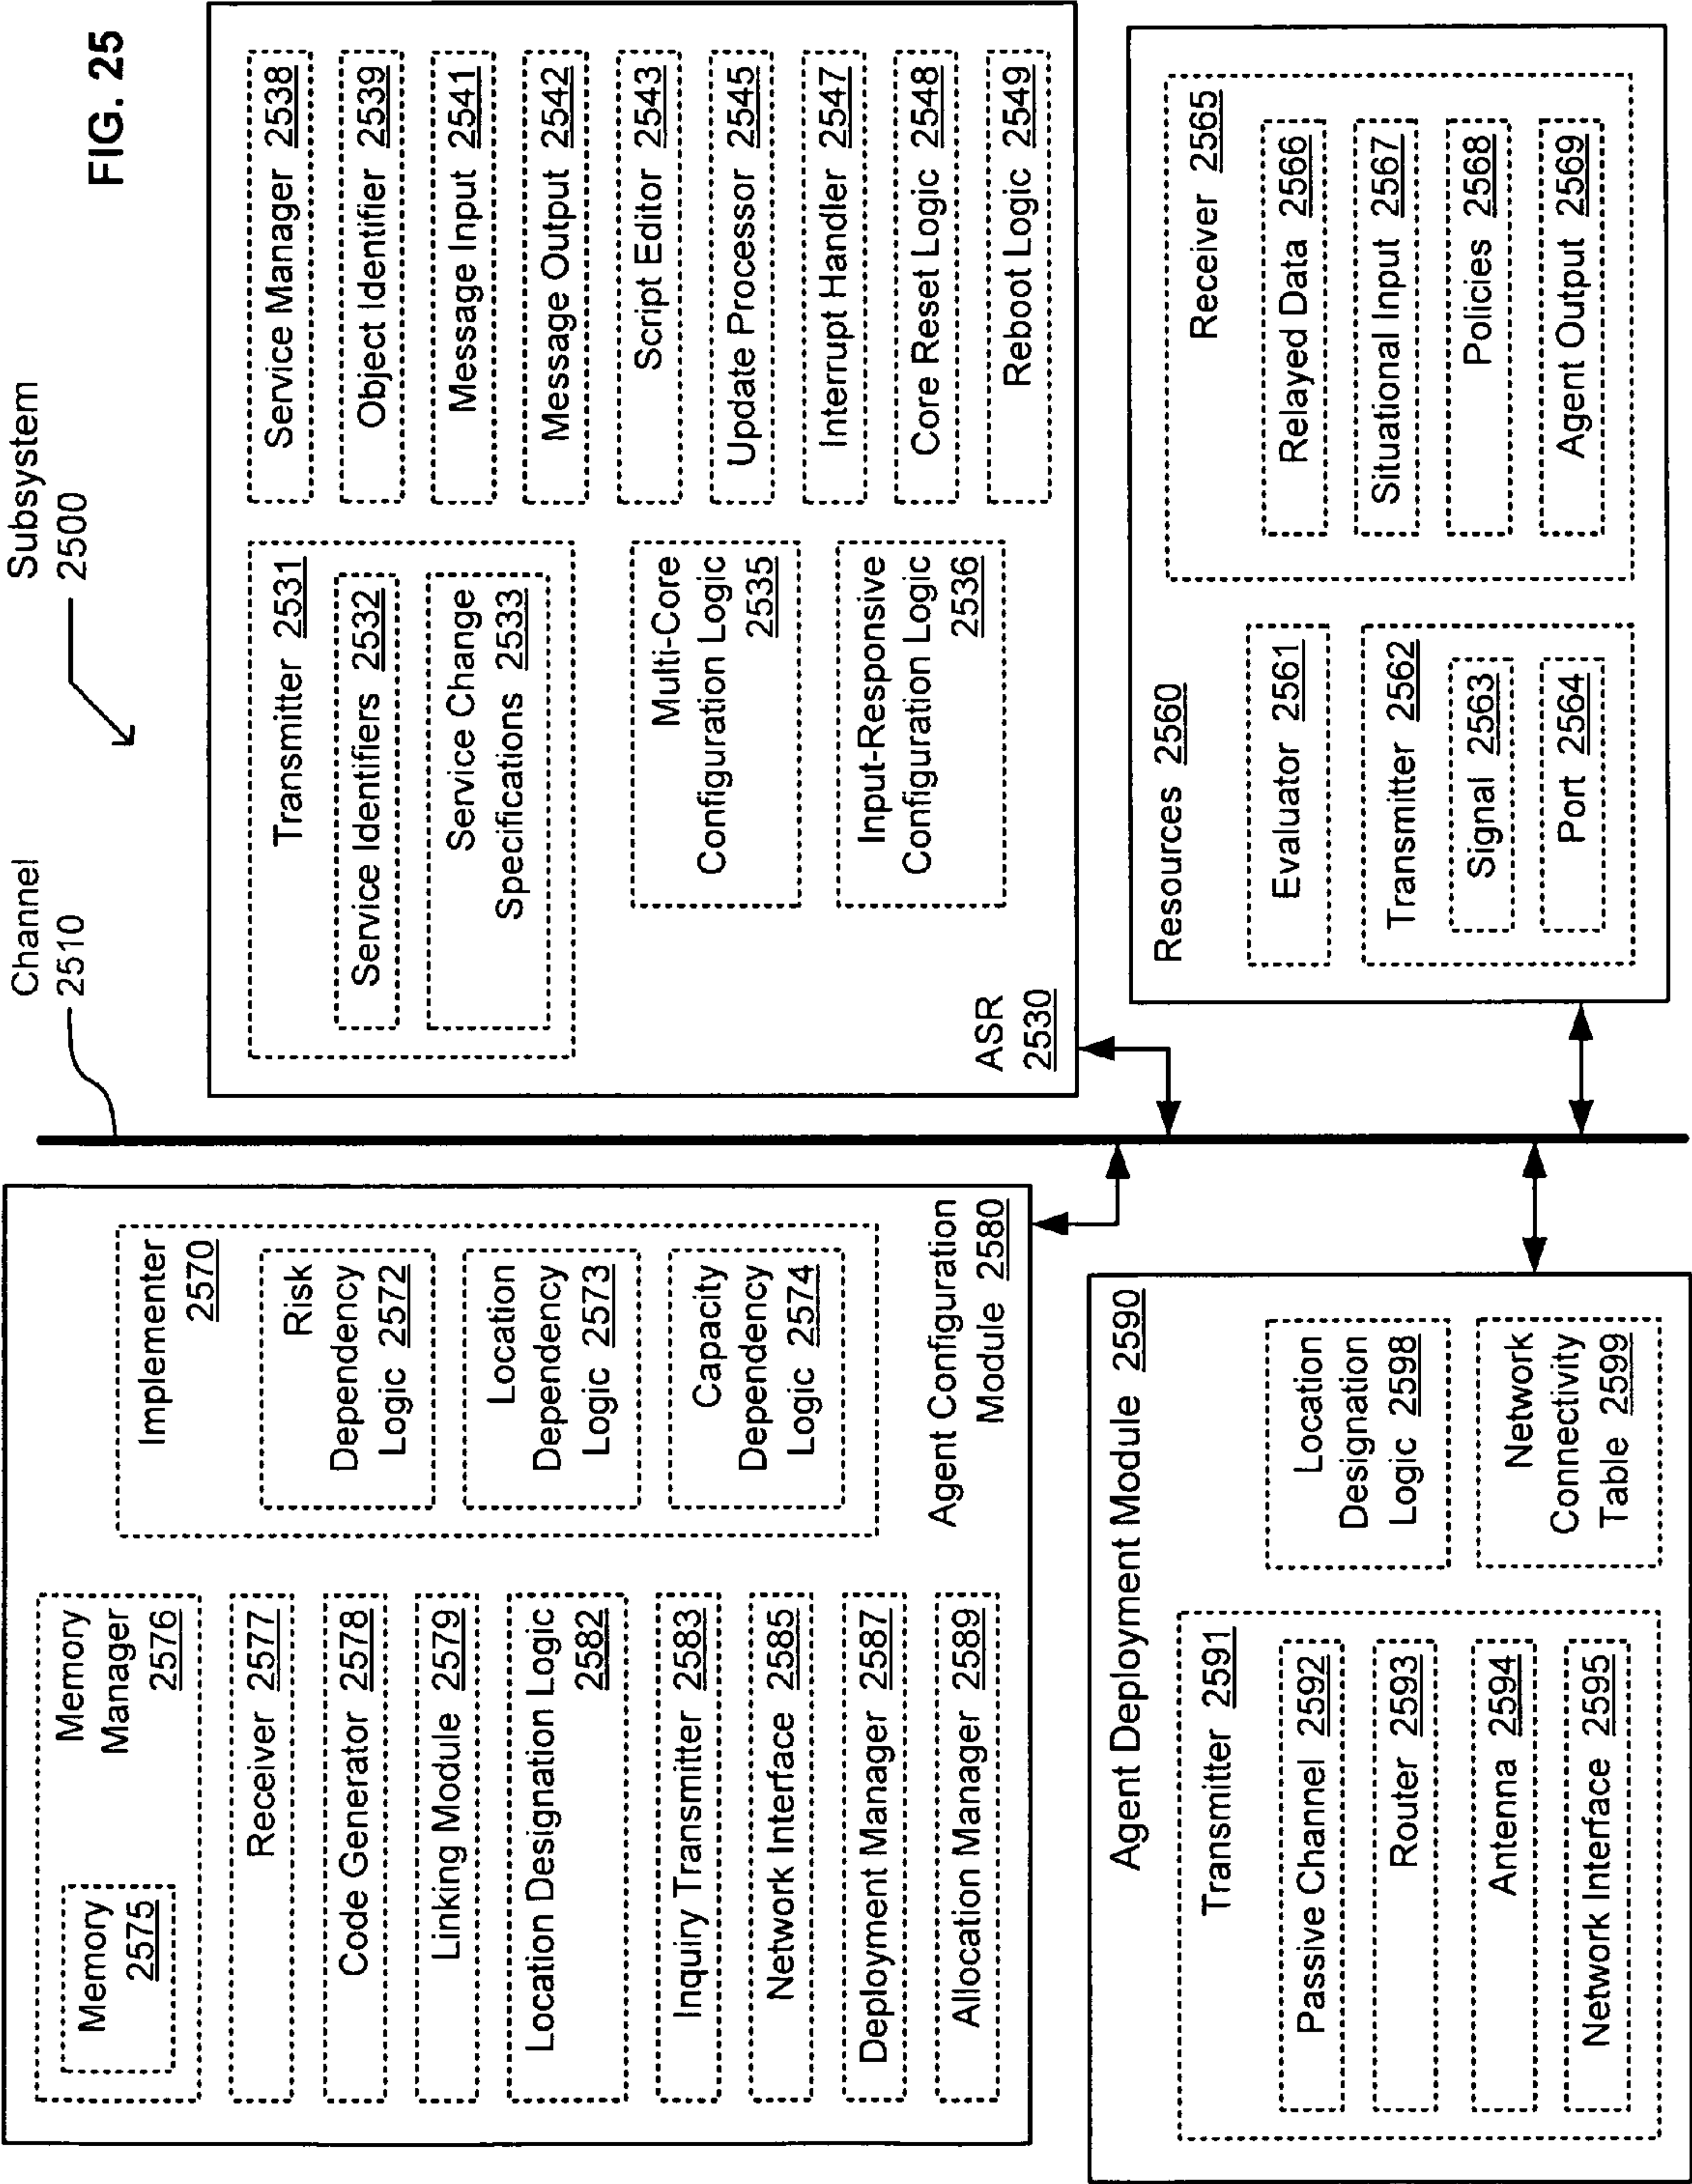 FIG. 25
Subsystem
2500
Channel
2510
Memory
Manager
2576
Memory
2575
Receiver 2577
Code Generator 2578
Linking Module 2579
Location Designation Logic
2582
Inquiry Transmitter 2583
Network Interface 2585
Deployment Manager 2587
Allocation Manager 2589
Implementer
2570
Risk
Dependency
Logic 2572
Location
Dependency
Logic 2573
Capacity
Dependency
Logic 2574
Agent Configuration
Module 2580
Transmitter 2531
Service Identifiers 2532
Service Change
Specifications 2533
Multi-Core
Configuration Logic
2535
Input-Responsive
Configuration Logic
2536
ASR
2530
Service Manager 2538
Object Identifier 2539
Message Input 2541
Message Output 2542
Script Editor 2543
Update Processor 2545
Interrupt Handler 2547
Core Reset Logic 2548
Reboot Logic 2549
Agent Deployment Module 2590
Transmitter 2591
Passive Channel 2592
Router 2593
Antenna 2594
Network Interface 2595
Location
Designation
Logic 2598
Network
Connectivity
Table 2599
Resources 2560
Evaluator 2561
Transmitter 2562
Signal 2563
Port 2564
Receiver 2565
Relayed Data 2566
Situational Input 2567
Policies 2568
Agent Output 2569